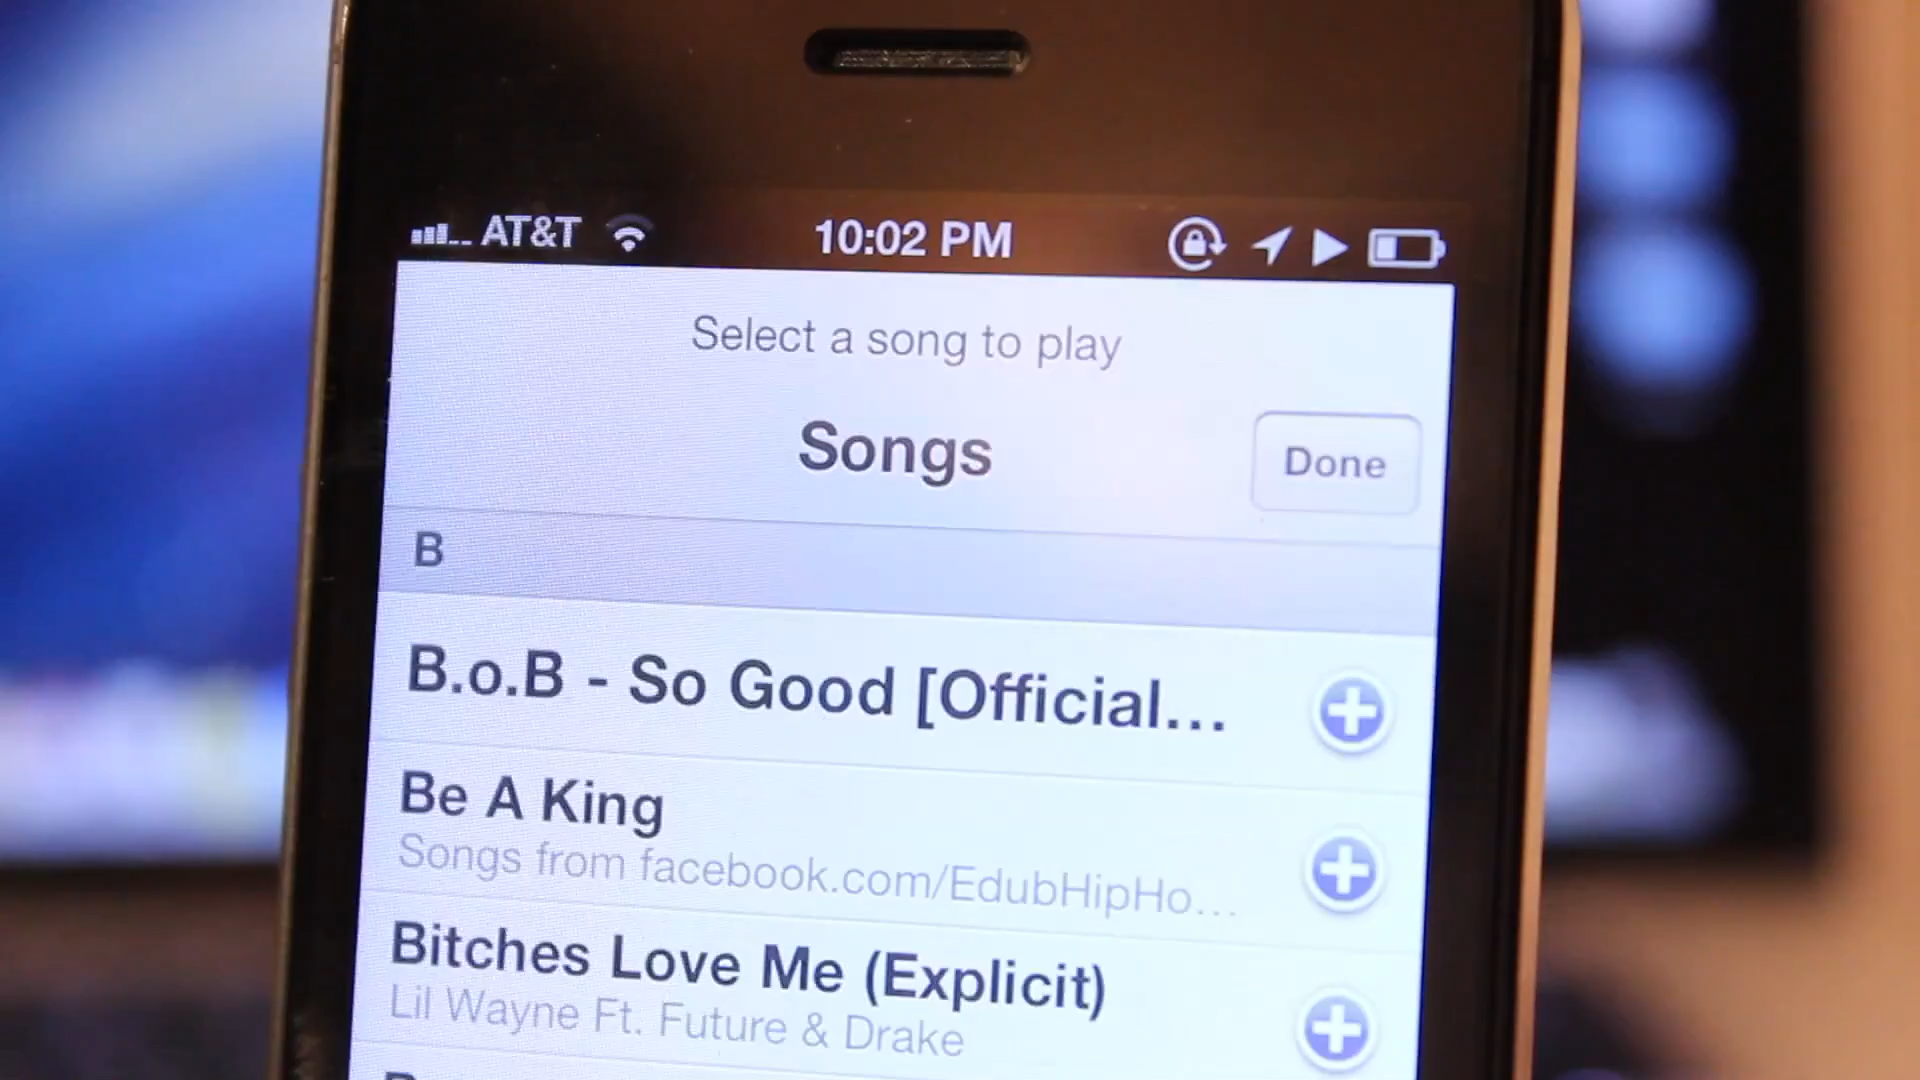 AT&T 10:02 PM
Select a song to play
Songs
Done
B
B.o.B - So Good [Official...
Be A King
Songs from facebook.com/EdubHipHo...
Bitches Love Me (Explicit)
Lil Wayne Ft. Future & Drake